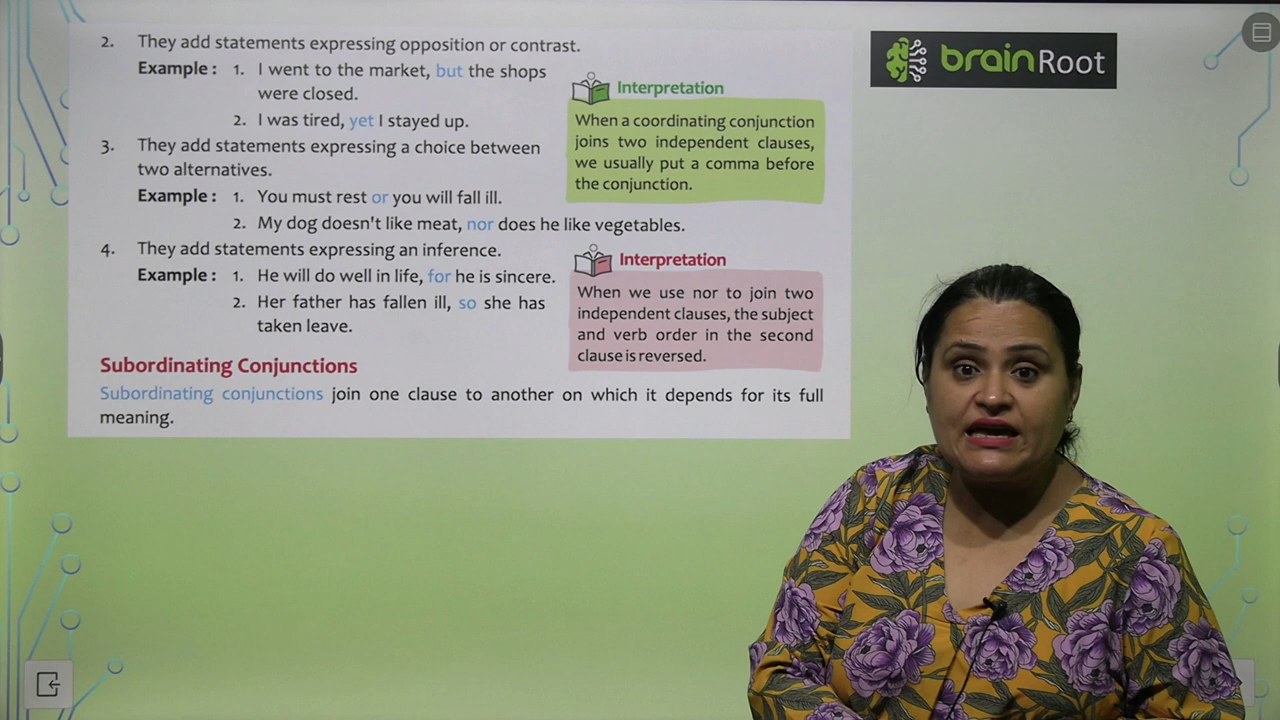 2. They add statements expressing opposition or contrast.
Example : 1. I went to the market, but the shops
were closed.
2. I was tired, yet I stayed up.
3. They add statements expressing a choice between
two alternatives.
Example : 1. You must rest or you will fall ill.
2. My dog doesn't like meat, nor does he like vegetables.
4. They add statements expressing an inference.
Example : 1. He will do well in life, for he is sincere.
2. Her father has fallen ill, so she has
taken leave.
Interpretation
When a coordinating conjunction
joins two independent clauses,
we usually put a comma before
the conjunction.
Interpretation
When we use nor to join two
independent clauses, the subject
and verb order in the second
clause is reversed.
Subordinating Conjunctions
Subordinating conjunctions join one clause to another on which it depends for its full
meaning.
brainRoot